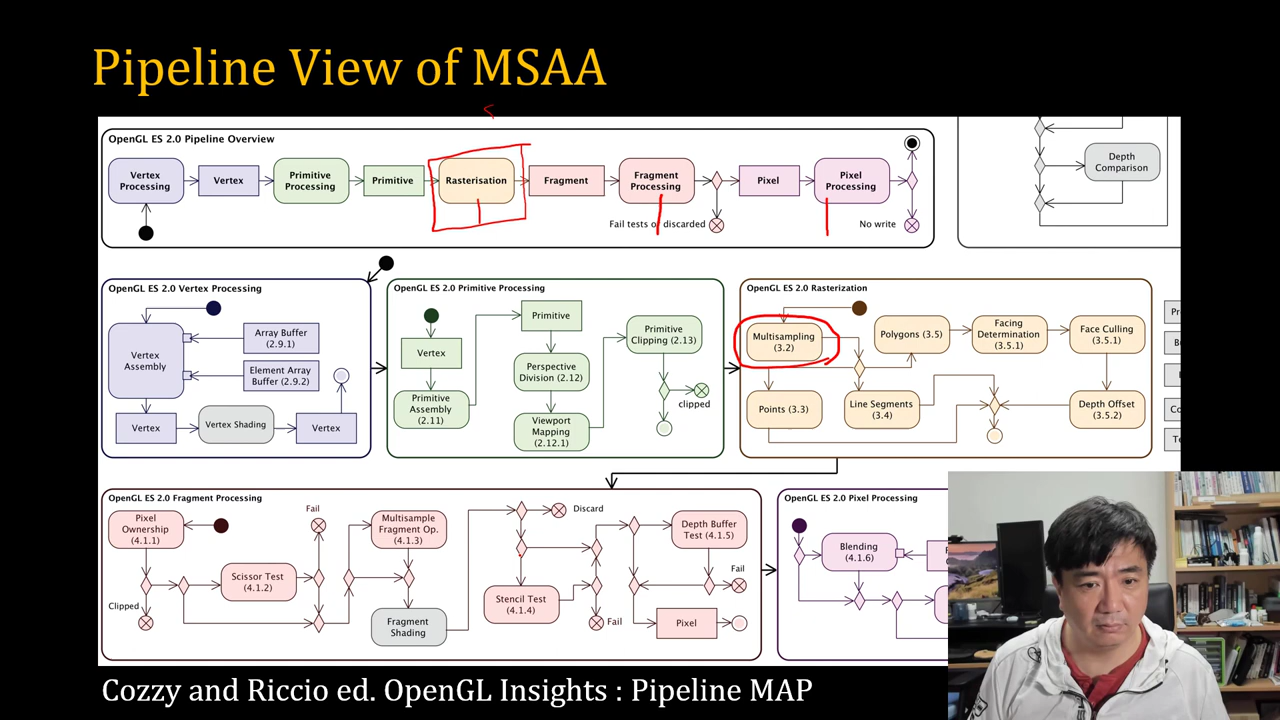 Pipeline View of MSAA
OpenGL ES 2.0 Pipeline Overview
Vertex
Processing
Vertex
Primitive
Processing
Primitive
Rasterisation
Fragment
Fragment
Processing
Pixel
Pixel
Processing
Fail tests or discarded
No write
Depth
Comparison
OpenGL ES 2.0 Vertex Processing
Vertex
Assembly
Array Buffer
(2.9.1)
Element Array
Buffer (2.9.2)
Vertex
Vertex Shading
Vertex
OpenGL ES 2.0 Primitive Processing
Vertex
Primitive
Assembly
(2.11)
Primitive
Perspective
Division (2.12)
Viewport
Mapping
(2.12.1)
Primitive
Clipping (2.13)
clipped
OpenGL ES 2.0 Rasterization
Multisampling
(3.2)
Points (3.3)
Polygons (3.5)
Line Segments
(3.4)
Facing
Determination
(3.5.1)
Face Culling
(3.5.1)
Depth Offset
(3.5.2)
OpenGL ES 2.0 Fragment Processing
Pixel
Ownership
(4.1.1)
Clipped
Scissor Test
(4.1.2)
Fail
Multisample
Fragment Op.
(4.1.3)
Fragment
Shading
Discard
Stencil Test
(4.1.4)
Fail
Depth Buffer
Test (4.1.5)
Fail
Pixel
OpenGL ES 2.0 Pixel Processing
Blending
(4.1.6)
Cozzy and Riccio ed. OpenGL Insights : Pipeline MAP